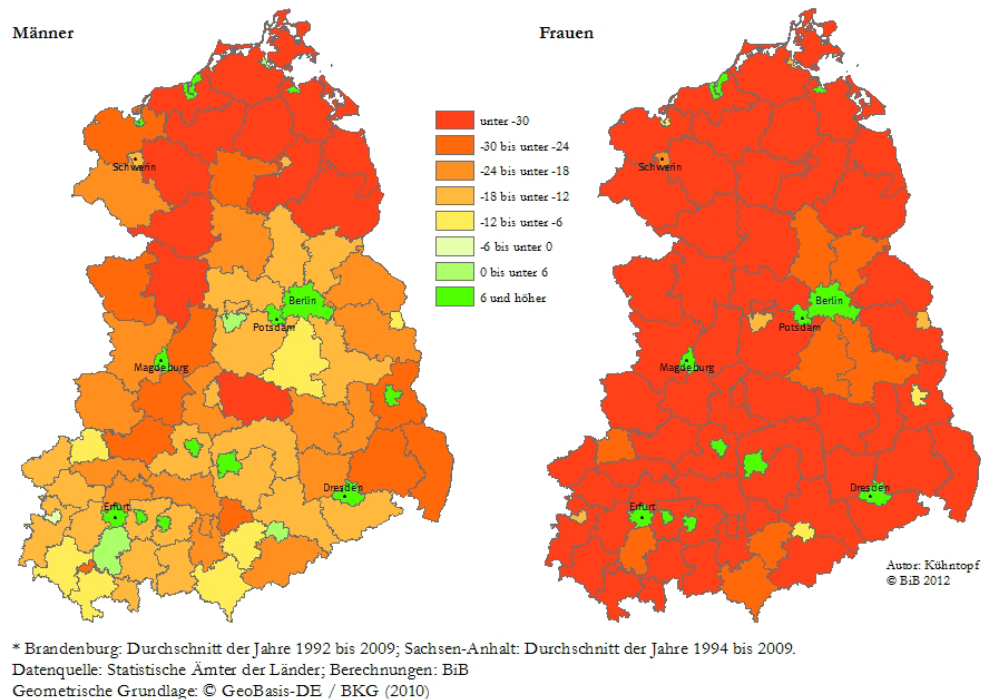 Männer
Frauen
unter -30
-30 bis unter -24
-24 bis unter -18
-18 bis unter -12
-12 bis unter -6
-6 bis unter 0
0 bis unter 6
6 und höher
Schwerin
Berlin
Potsdam
Magdeburg
Dresden
Erfurt
Schwerin
Berlin
Potsdam
Magdeburg
Dresden
Erfurt
Autor: Kühntopf
© BiB 2012
* Brandenburg: Durchschnitt der Jahre 1992 bis 2009; Sachsen-Anhalt: Durchschnitt der Jahre 1994 bis 2009.
Datenquelle: Statistische Ämter der Länder; Berechnungen: BiB
Geometrische Grundlage: © GeoBasis-DE / BKG (2010)